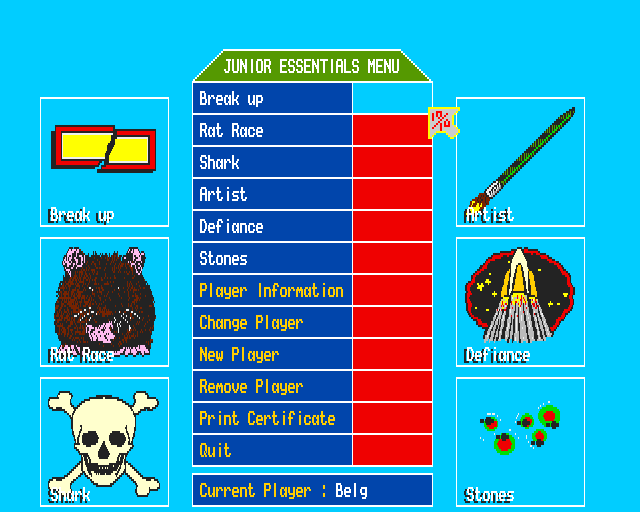 JUNIOR ESSENTIALS MENU
Break up
Rat Race
Shark
Artist
Defiance
Stones
Player Information
Change Player
New Player
Remove Player
Print Certificate
Quit
Current Player : Belg
Break up
Rat Race
Shark
Artist
Defiance
Stones